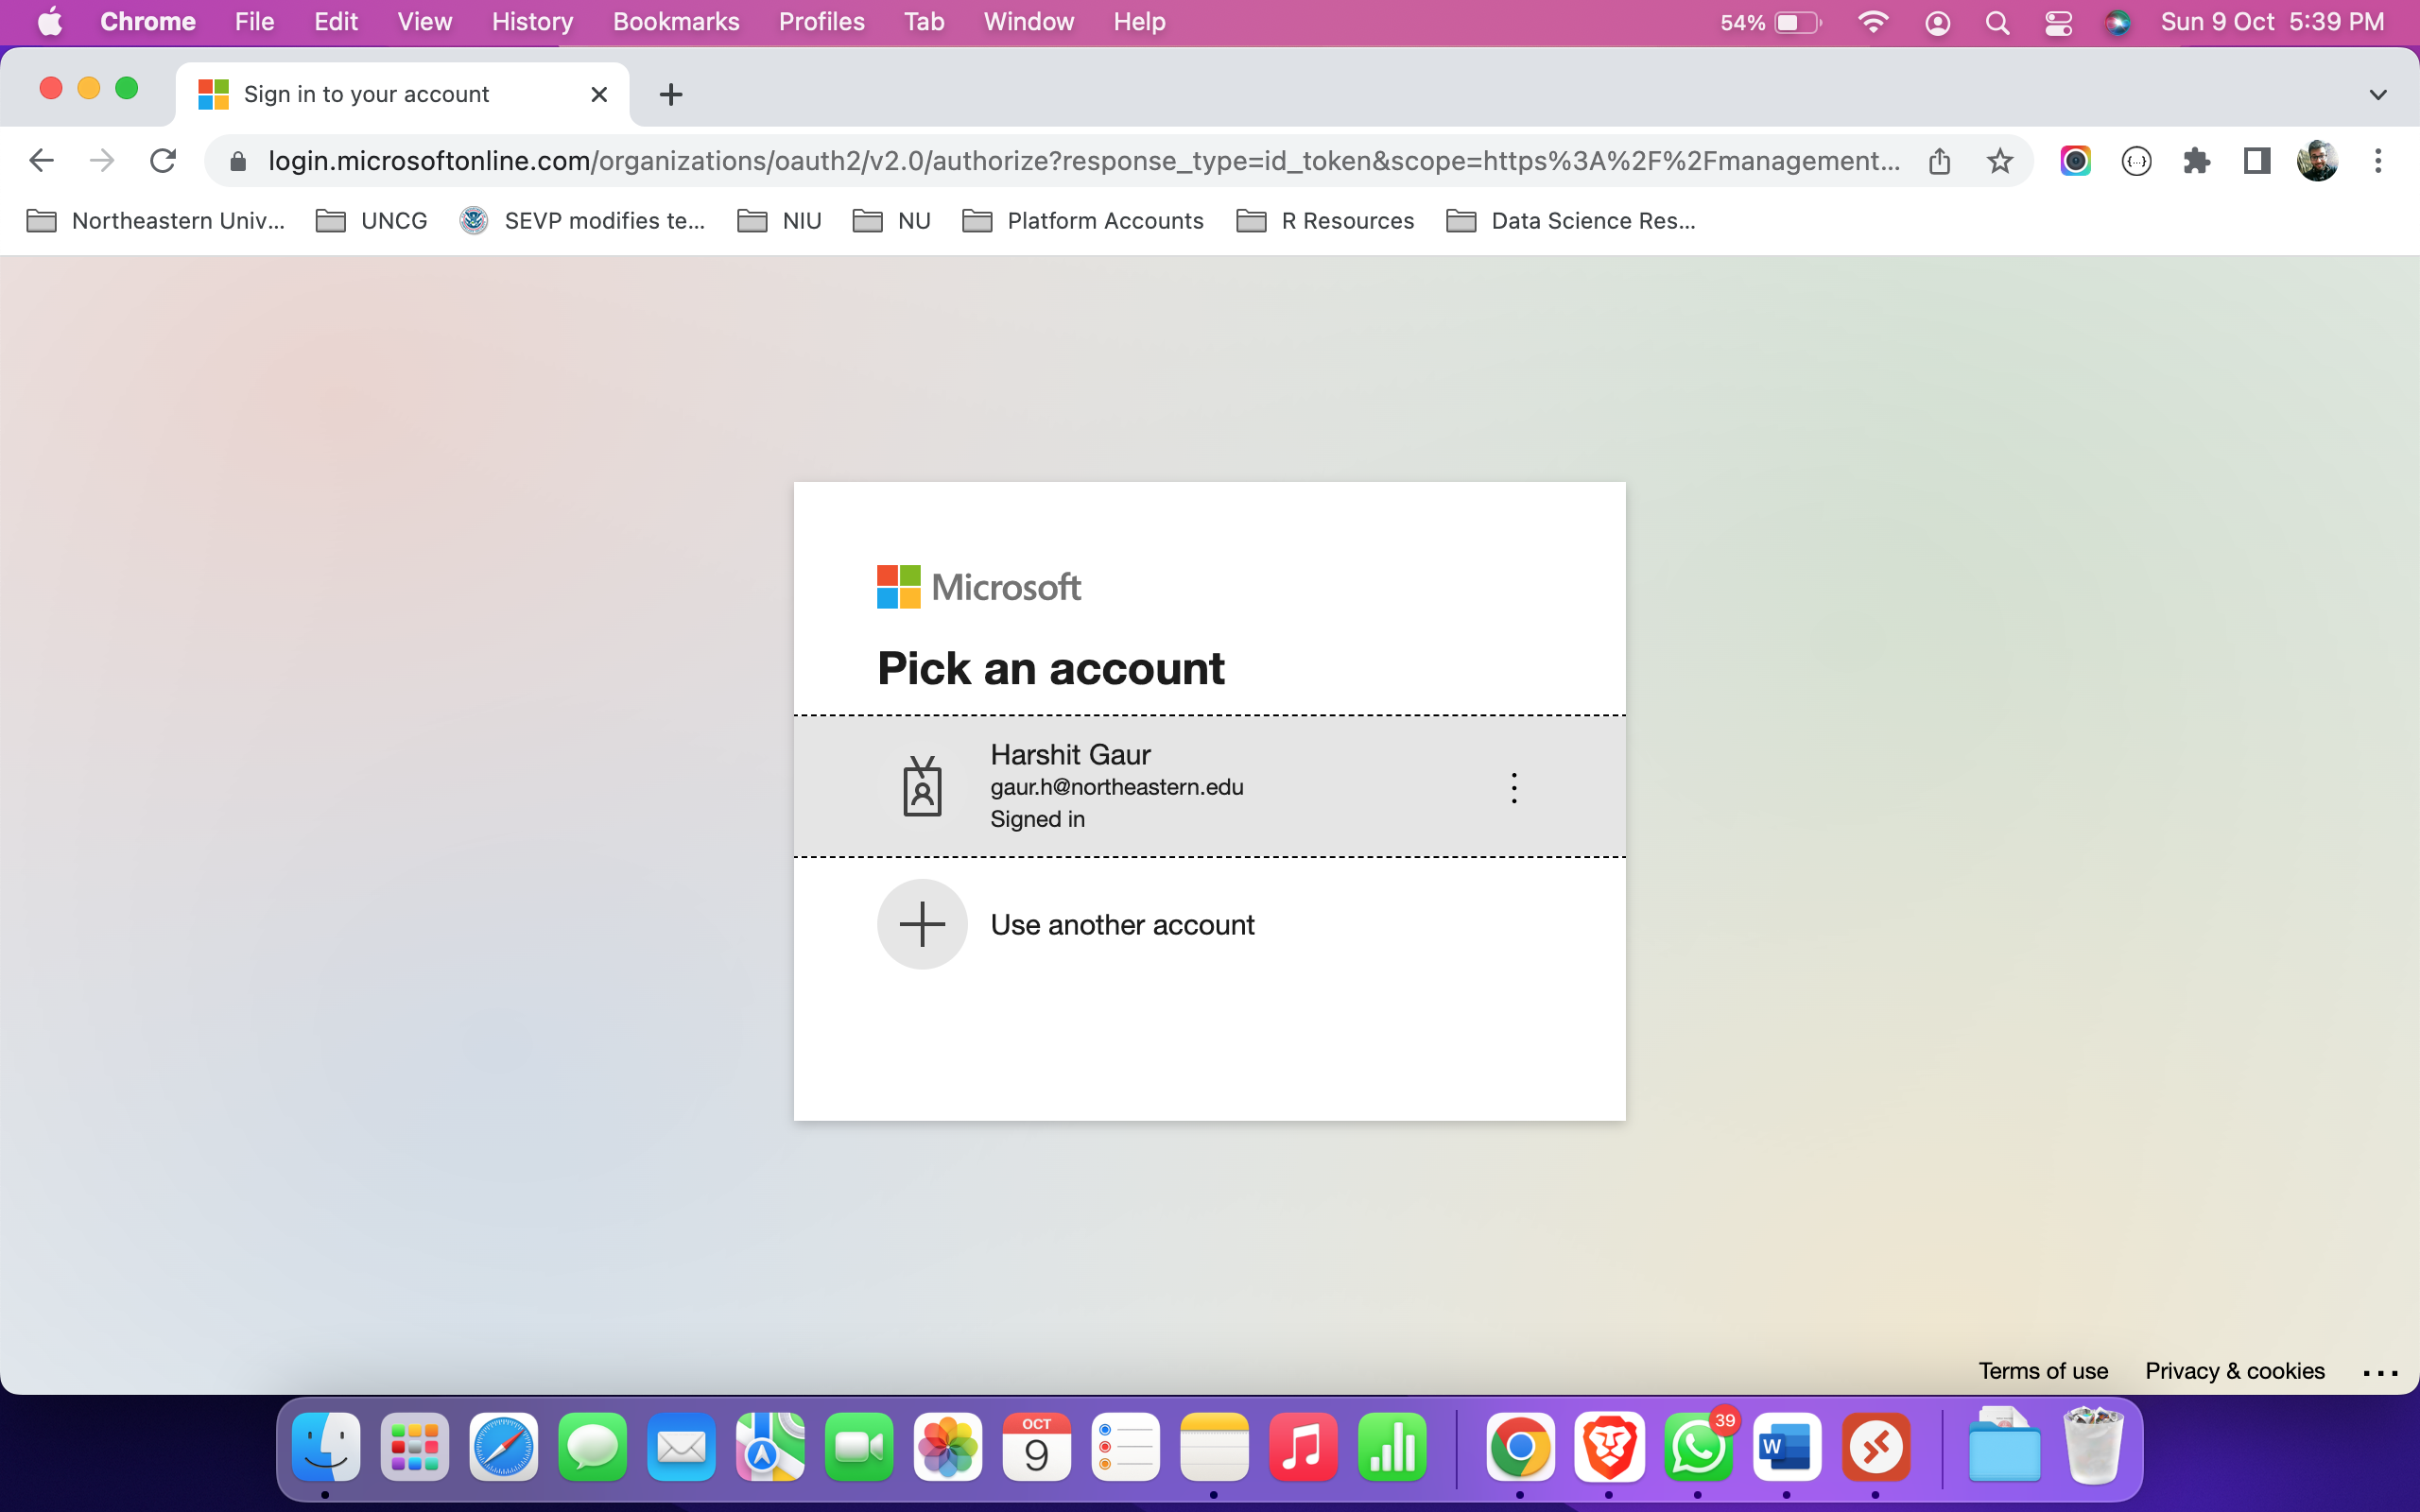 Chrome File Edit View History Bookmarks Profiles Tab Window Help 54% Sun 9 Oct 5:39 PM
Sign in to your account
login.microsoftonline.com/organizations/oauth2/v2.0/authorize?response_type=id_token&scope=https%3A%2F%2Fmanagement...
Northeastern Univ... UNCG SEVP modifies te... NIU NU Platform Accounts R Resources Data Science Res...
Microsoft
Pick an account
Harshit Gaur
gaur.h@northeastern.edu
Signed in
Use another account
Terms of use Privacy & cookies ...
OCT
9
39
W